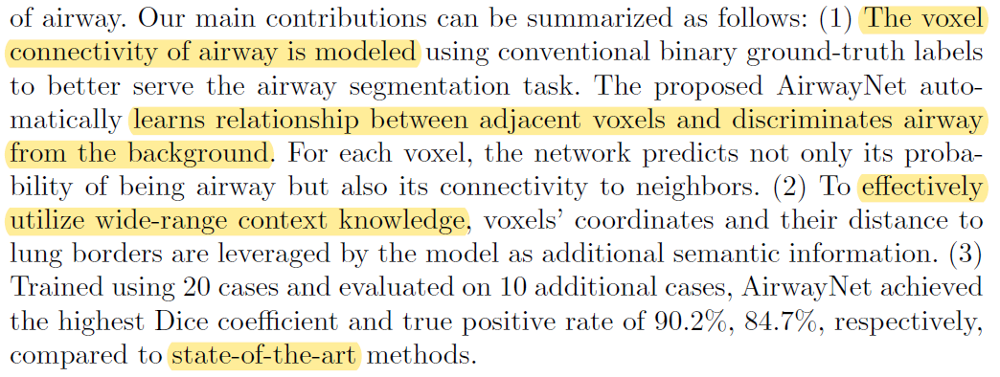 of airway. Our main contributions can be summarized as follows: (1) The voxel
connectivity of airway is modeled using conventional binary ground-truth labels
to better serve the airway segmentation task. The proposed AirwayNet auto-
matically learns relationship between adjacent voxels and discriminates airway
from the background. For each voxel, the network predicts not only its proba-
bility of being airway but also its connectivity to neighbors. (2) To effectively
utilize wide-range context knowledge, voxels' coordinates and their distance to
lung borders are leveraged by the model as additional semantic information. (3)
Trained using 20 cases and evaluated on 10 additional cases, AirwayNet achieved
the highest Dice coefficient and true positive rate of 90.2%, 84.7%, respectively,
compared to state-of-the-art methods.